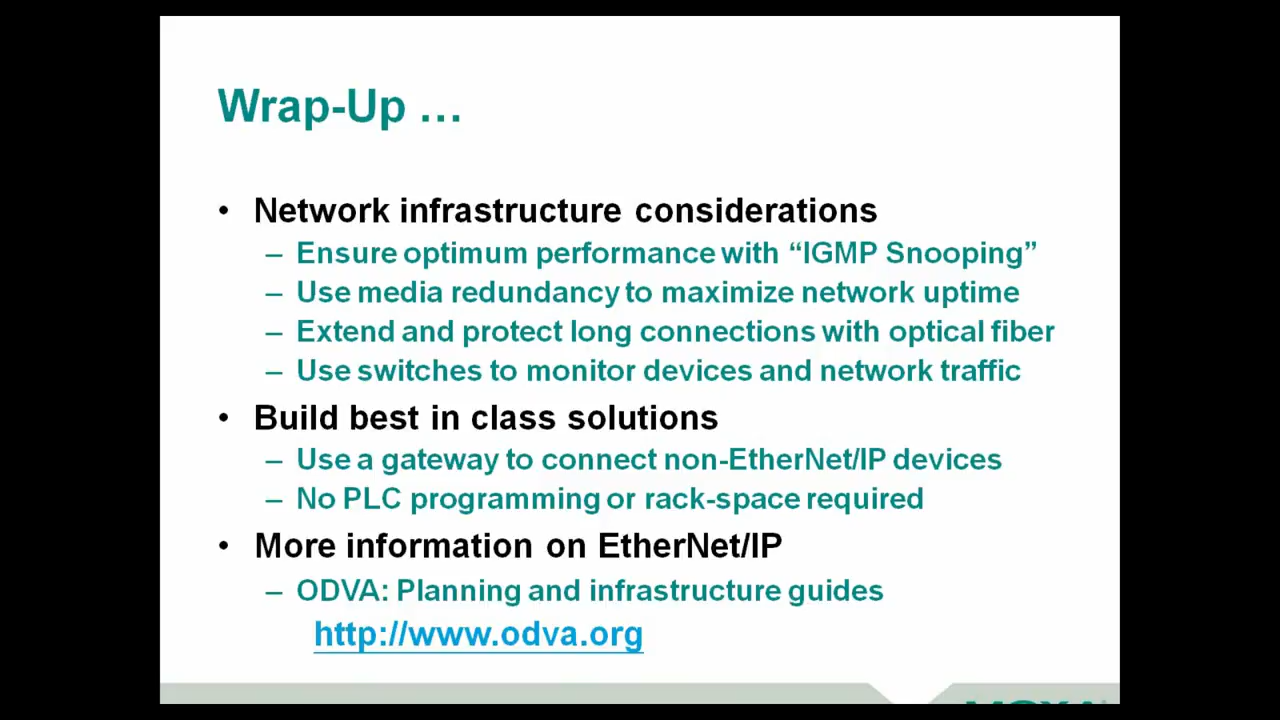 Wrap-Up …
• Network infrastructure considerations
– Ensure optimum performance with “IGMP Snooping”
– Use media redundancy to maximize network uptime
– Extend and protect long connections with optical fiber
– Use switches to monitor devices and network traffic
• Build best in class solutions
– Use a gateway to connect non-EtherNet/IP devices
– No PLC programming or rack-space required
• More information on EtherNet/IP
– ODVA: Planning and infrastructure guides
http://www.odva.org